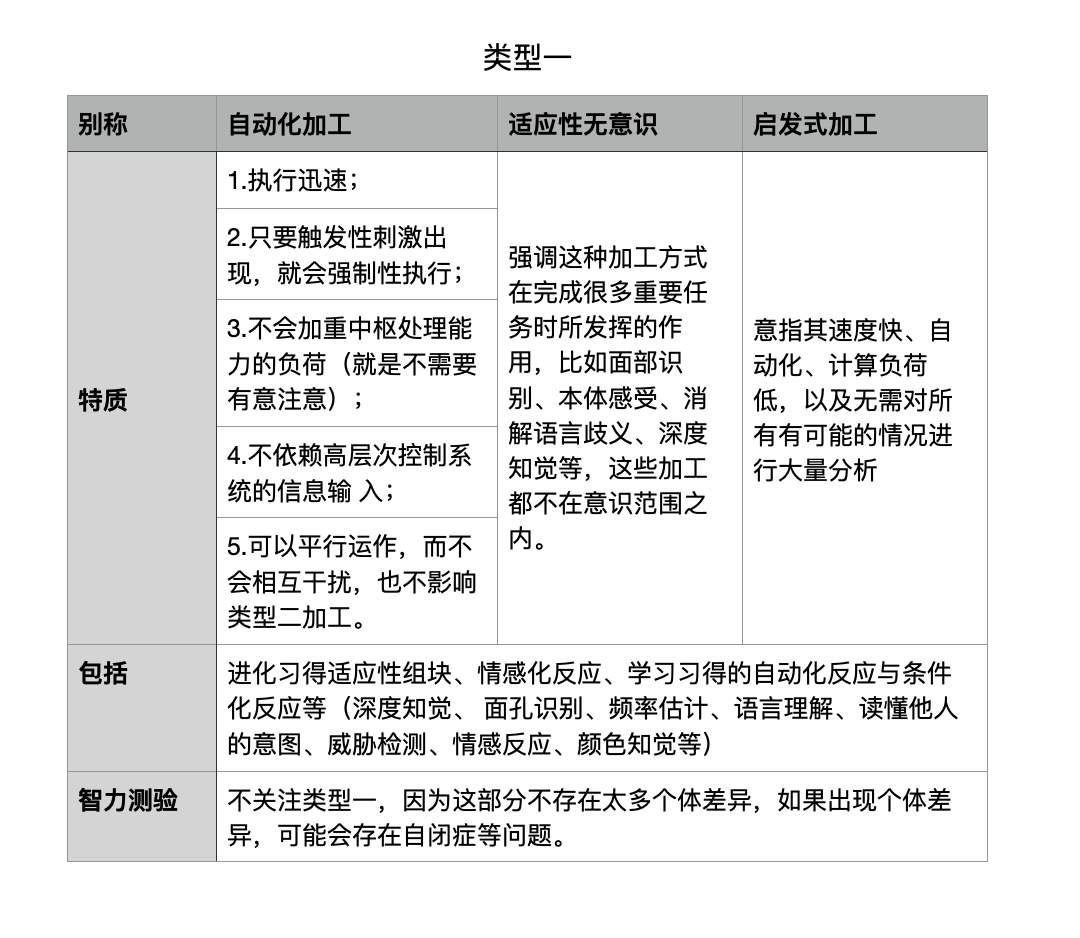 类型一
别称
自动化加工
适应性无意识
启发式加工
特质
1.执行迅速；
2.只要触发性刺激出
现，就会强制性执行；
3.不会加重中枢处理能
力的负荷（就是不需要
有意注意）；
4.不依赖高层次控制系
统的信息输 入；
5.可以平行运作，而不
会相互干扰，也不影响
类型二加工。
强调这种加工方式
在完成很多重要任
务时所发挥的作
用，比如面部识
别、本体感受、消
解语言歧义、深度
知觉等，这些加工
都不在意识范围之
内。
意指其速度快、自
动化、计算负荷
低，以及无需对所
有有可能的情况进
行大量分析
包括
进化习得适应性组块、情感化反应、学习习得的自动化反应与条件
化反应等（深度知觉、 面孔识别、频率估计、语言理解、读懂他人
的意图、威胁检测、情感反应、颜色知觉等）
智力测验
不关注类型一，因为这部分不存在太多个体差异，如果出现个体差
异，可能会存在自闭症等问题。